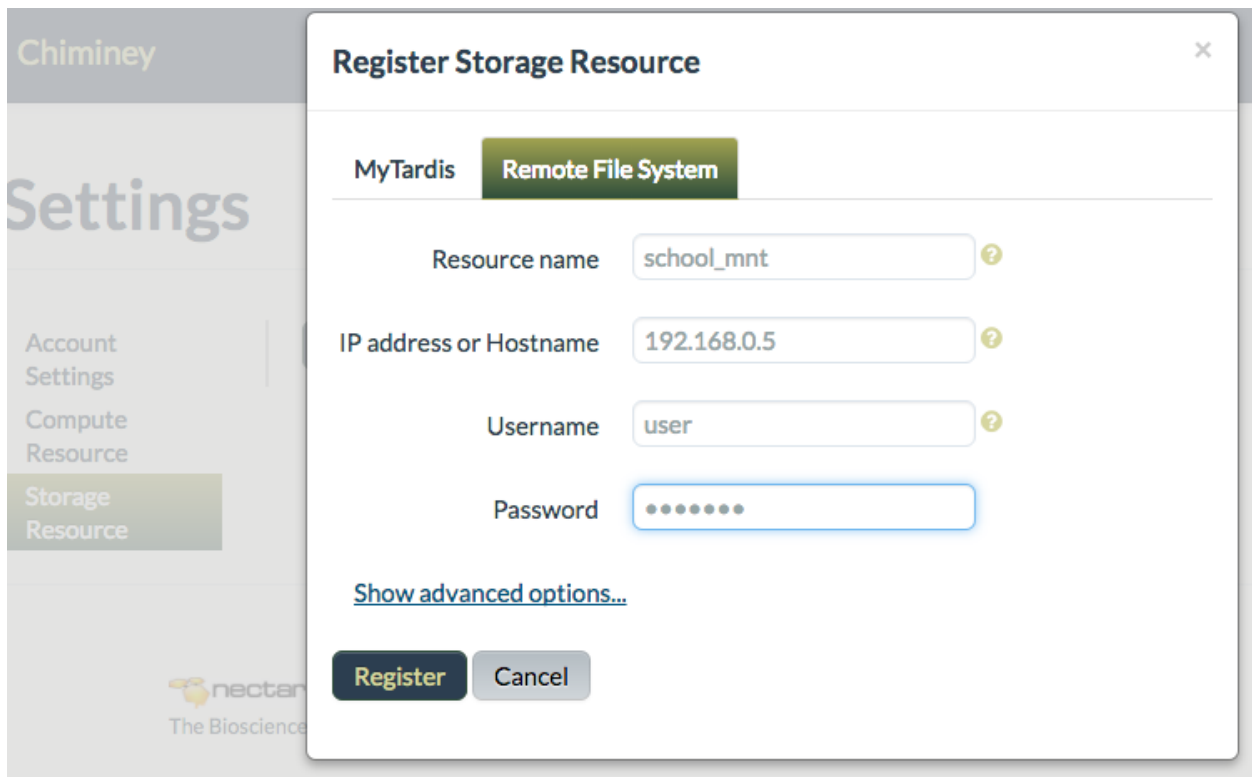 Chiminey
Register Storage Resource
×
MyTardis
Remote File System
Settings
Resource name
school_mnt
?
IP address or Hostname
192.168.0.5
?
Account
Settings
Username
user
?
Compute
Resource
Password
•••••••
Storage
Resource
Show advanced options...
Register
Cancel
nectar
The Bioscience